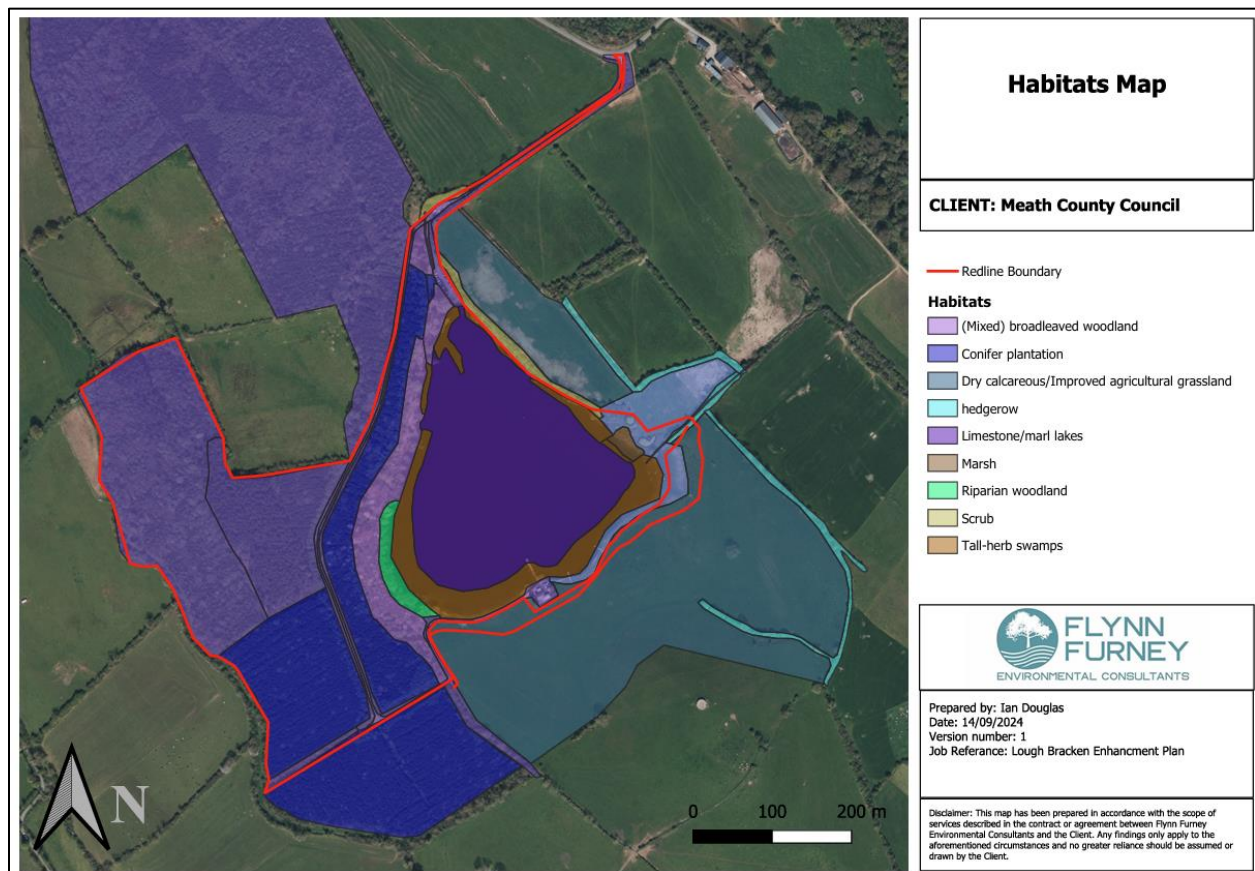 Habitats Map
CLIENT: Meath County Council
Redline Boundary
Habitats
(Mixed) broadleaved woodland
Conifer plantation
Dry calcareous/Improved agricultural grassland
hedgerow
Limestone/marl lakes
Marsh
Riparian woodland
Scrub
Tall-herb swamps
FLYNN
FURNEY
ENVIRONMENTAL CONSULTANTS
Prepared by: Ian Douglas
Date: 14/09/2024
Version number: 1
Job Referance: Lough Bracken Enhancment Plan
Disclaimer: This map has been prepared in accordance with the scope of
services described in the contract or agreement between Flynn Furney
Environmental Consultants and the Client. Any findings only apply to the
aforementioned circumstances and no greater reliance should be assumed or
drawn by the Client.
N
0 100 200 m